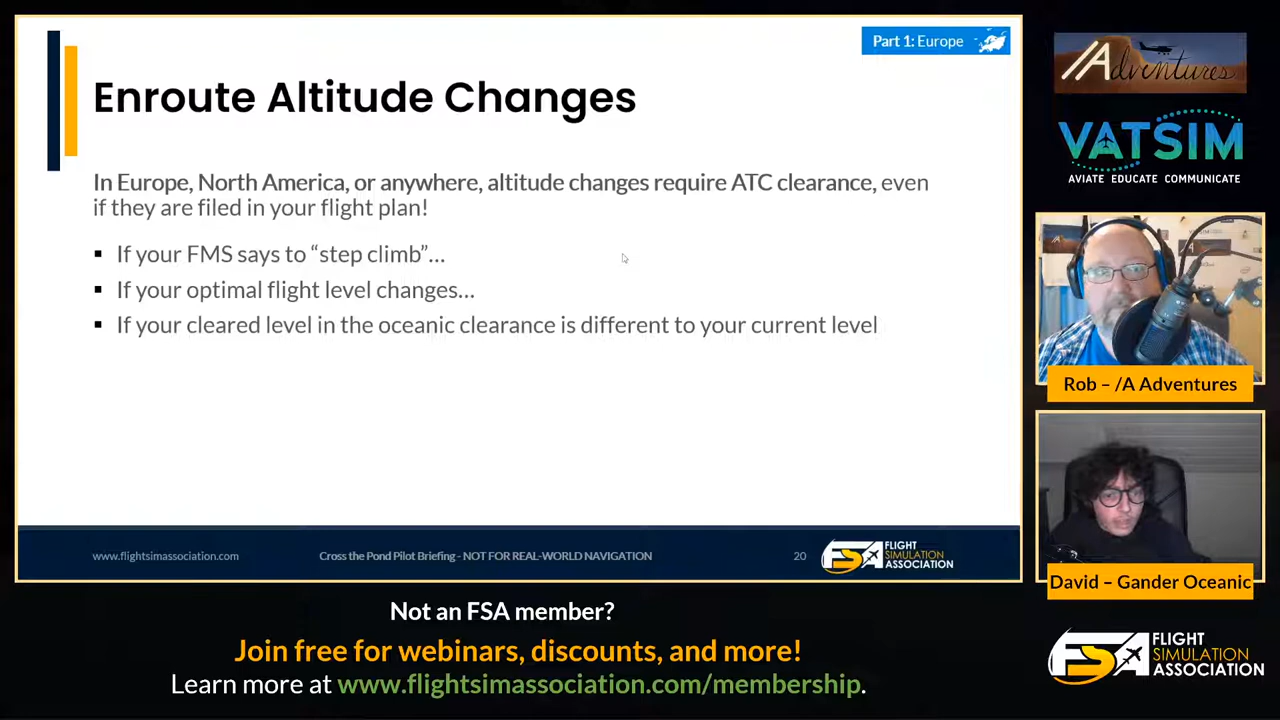 Part 1: Europe
Enroute Altitude Changes
In Europe, North America, or anywhere, altitude changes require ATC clearance, even
if they are filed in your flight plan!
▪ If your FMS says to “step climb”...
▪ If your optimal flight level changes...
▪ If your cleared level in the oceanic clearance is different to your current level
www.flightsimassociation.com
Cross the Pond Pilot Briefing - NOT FOR REAL-WORLD NAVIGATION
20
FSA
FLIGHT
SIMULATION
ASSOCIATION
/Adventures
VATSIM
AVIATE EDUCATE COMMUNICATE
Rob – /A Adventures
David – Gander Oceanic
Not an FSA member?
Join free for webinars, discounts, and more!
Learn more at www.flightsimassociation.com/membership.
FSA
FLIGHT
SIMULATION
ASSOCIATION